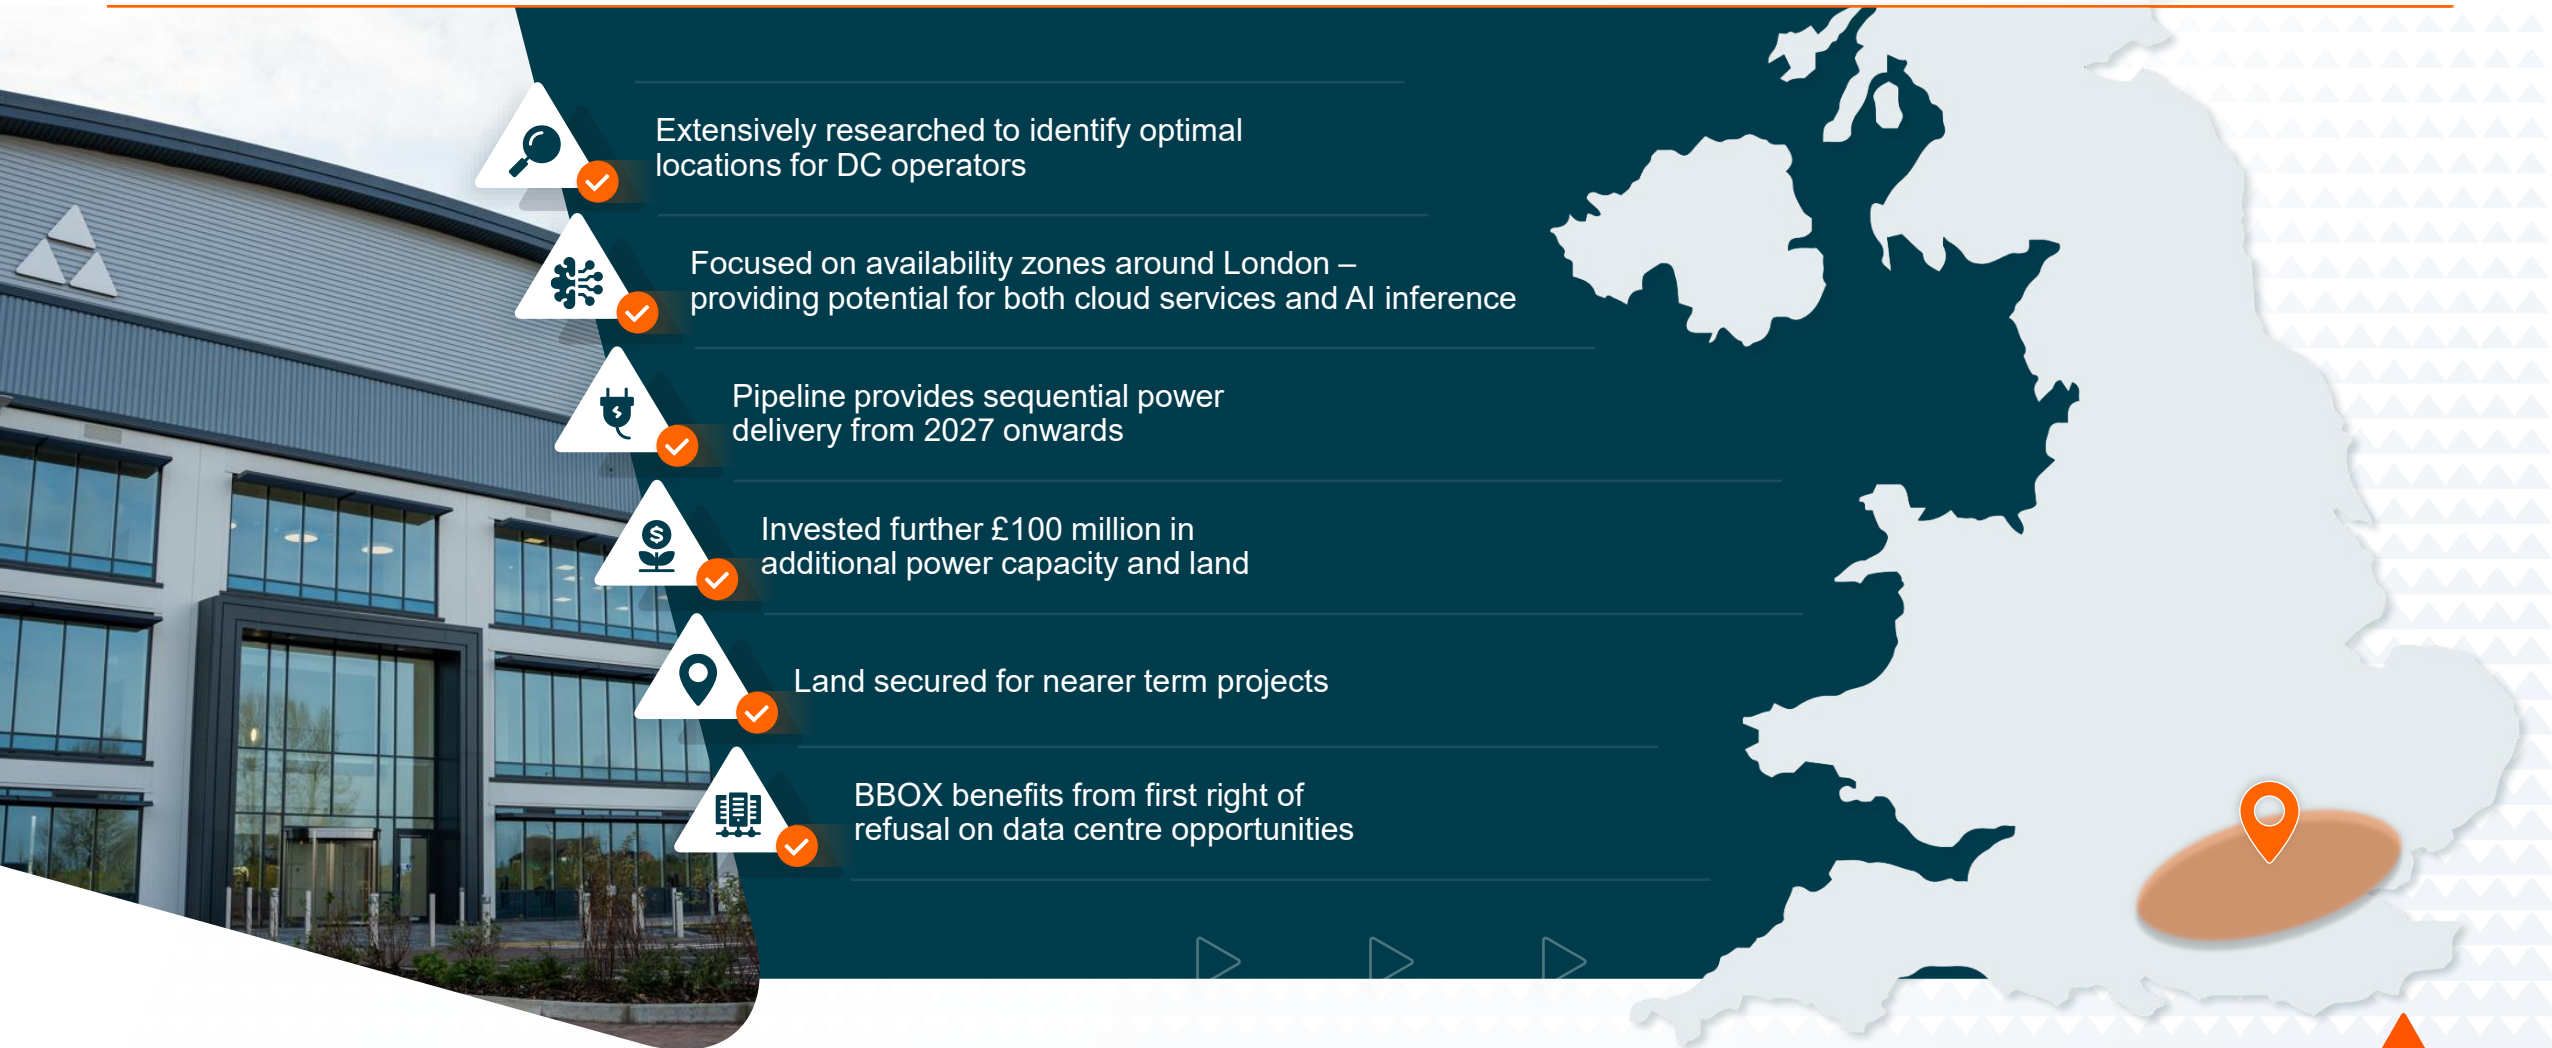 Extensively researched to identify optimal
locations for DC operators
Focused on availability zones around London –
providing potential for both cloud services and AI inference
Pipeline provides sequential power
delivery from 2027 onwards
Invested further £100 million in
additional power capacity and land
Land secured for nearer term projects
BBOX benefits from first right of
refusal on data centre opportunities